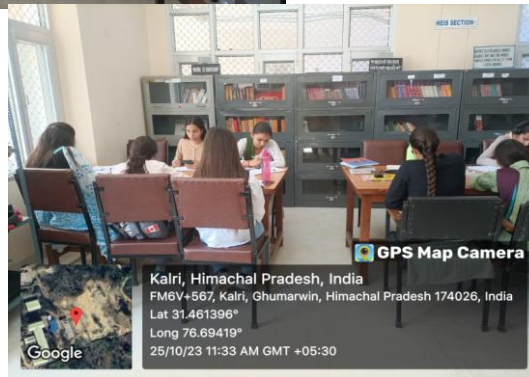 HEIS SECTION
GPS Map Camera
Kalri, Himachal Pradesh, India
FM6V+567, Kalri, Ghumarwin, Himachal Pradesh 174026, India
Lat 31.461396°
Long 76.69419°
25/10/23 11:33 AM GMT +05:30
Google